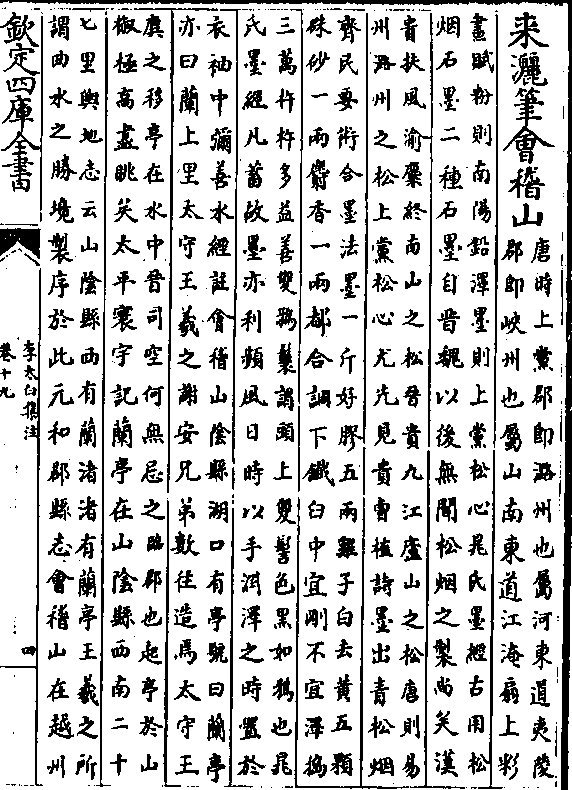 来灑筆㑹稽山
唐時上黨郡即潞州也屬河東道夷陵
郡即峽州也屬山南東道江淹扇上彩
畫賦粉則南陽鉛澤墨則上黨松心晁氏墨經古用松
烟石墨二種石墨自晉魏以後無聞松烟之製尚矣漢
貴扶風渝糜終南山之松晉貴九江廬山之松唐則易
州潞州之松上黨松心尤先見貴曹植詩墨出青松烟
齊民要術合墨法墨一斤好膠五兩雞子白去黄五顆
硃砂一兩麝香一兩都合調下鐵臼中宜剛不宜澤搗
三萬杵杵多益善雙鴉鬟謂頭上雙髻色黑如鴉也晁
氏墨經凡蓄故墨亦利頻風日時以手潤澤之時置於
衣袖中彌善水經註㑹稽山隂縣湖口有亭號曰蘭亭
亦曰蘭上里太守王羲之謝安兄弟數往造焉太守王
廙之移亭在水中晉司空何無忌之臨郡也起亭於山
椒極高盡眺矣太平寰宇記蘭亭在山隂縣西南二十
七里輿地志云山隂縣西有蘭渚渚有蘭亭王羲之所
謂曲水之勝境製序於此元和郡縣志㑹稽山在越州
欽定四庫全書
李太白集注
卷十九
四